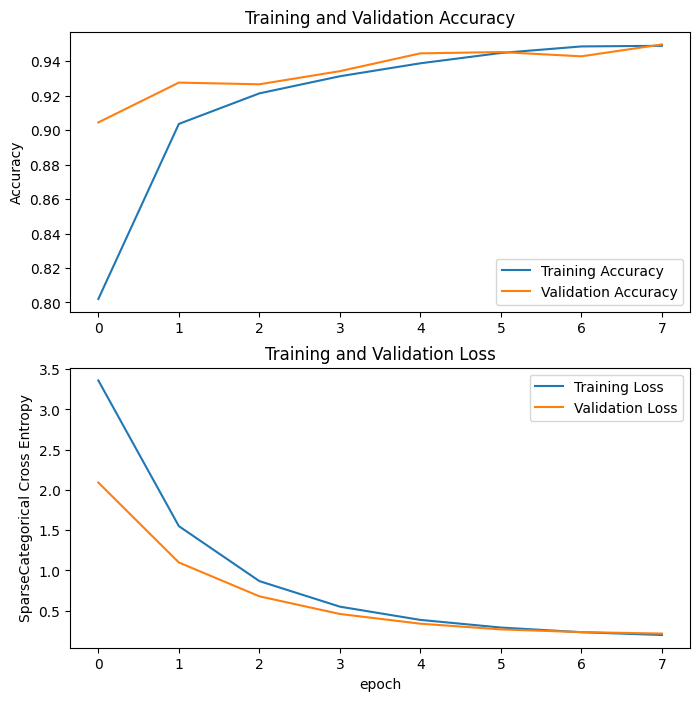 Training and Validation Accuracy
Accuracy
0.94
0.92
0.90
0.88
0.86
0.84
0.82
0.80
Training Accuracy
Validation Accuracy
0 1 2 3 4 5 6 7
Training and Validation Loss
SparseCategorical Cross Entropy
3.5
3.0
2.5
2.0
1.5
1.0
0.5
Training Loss
Validation Loss
0 1 2 3 4 5 6 7
epoch